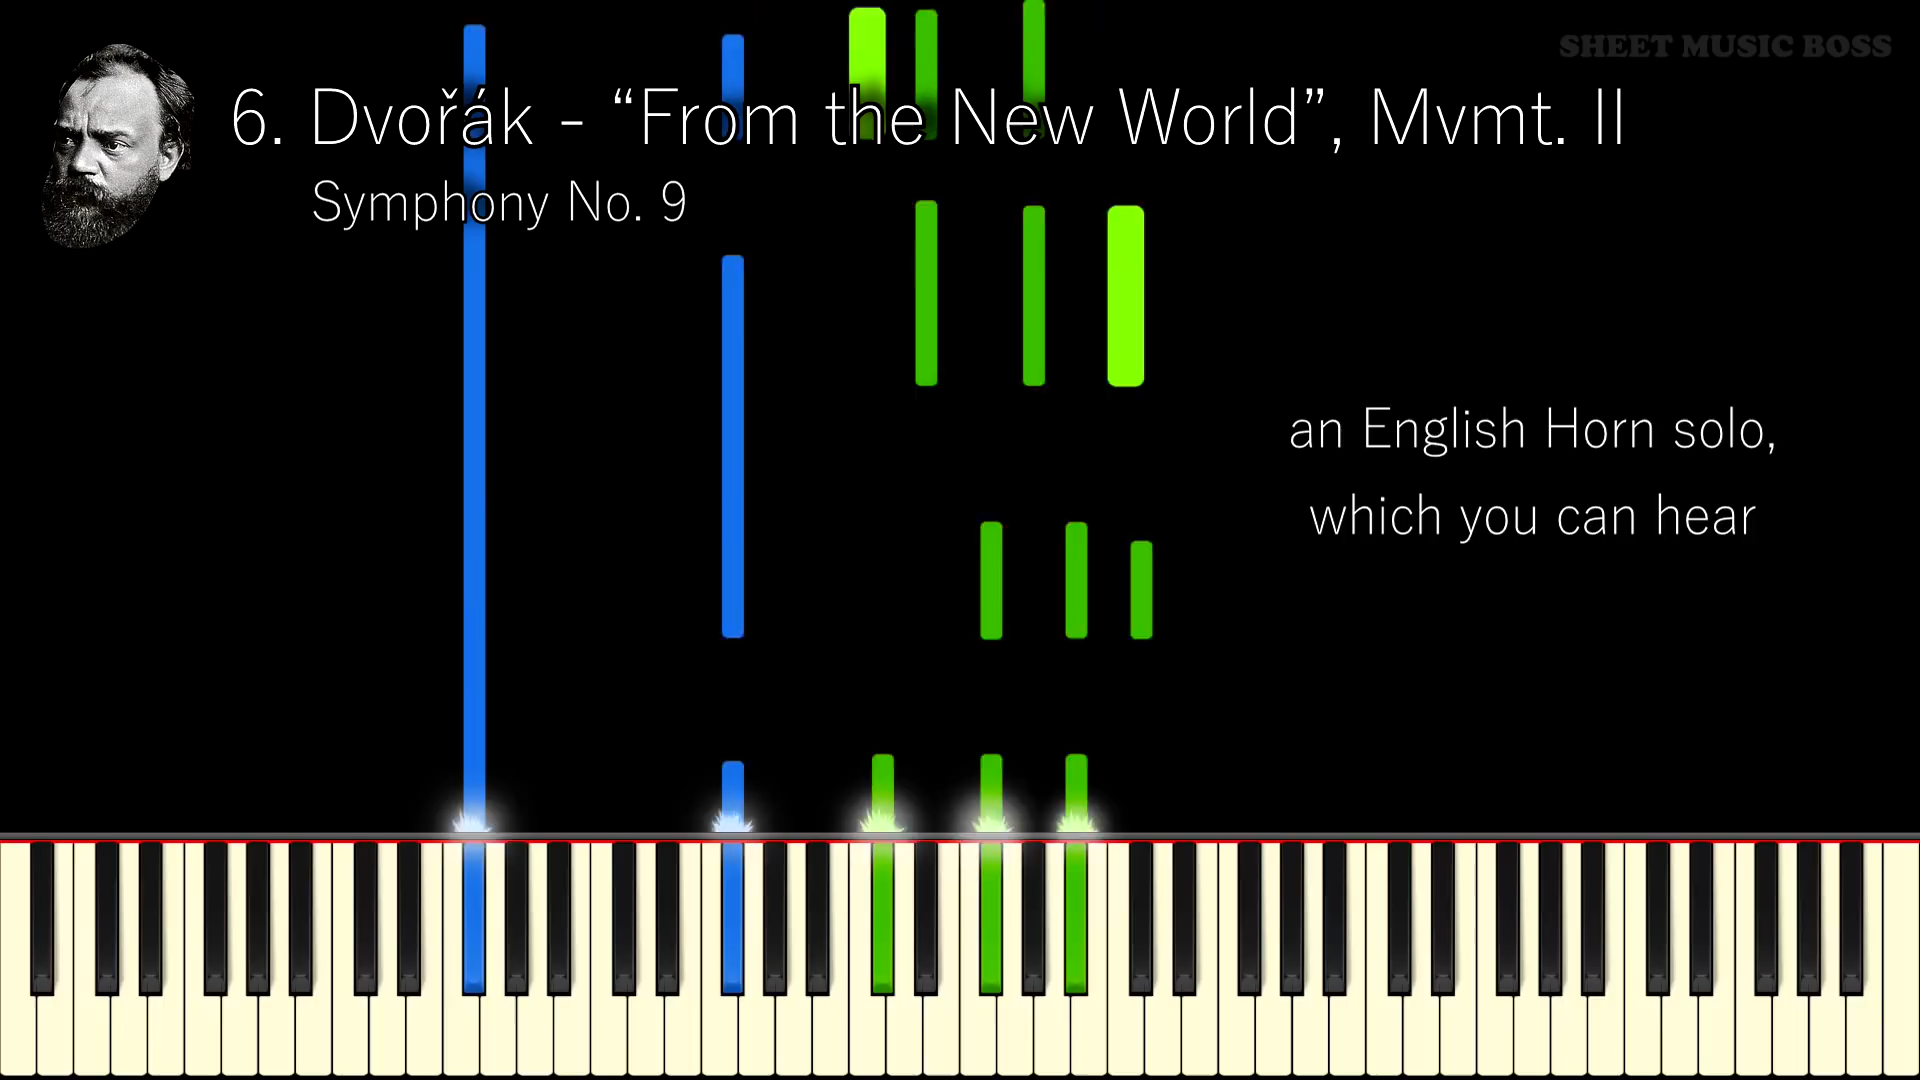 SHEET MUSIC BOSS
6. Dvořák - “From the New World”, Mvmt. II
Symphony No. 9
an English Horn solo,
which you can hear